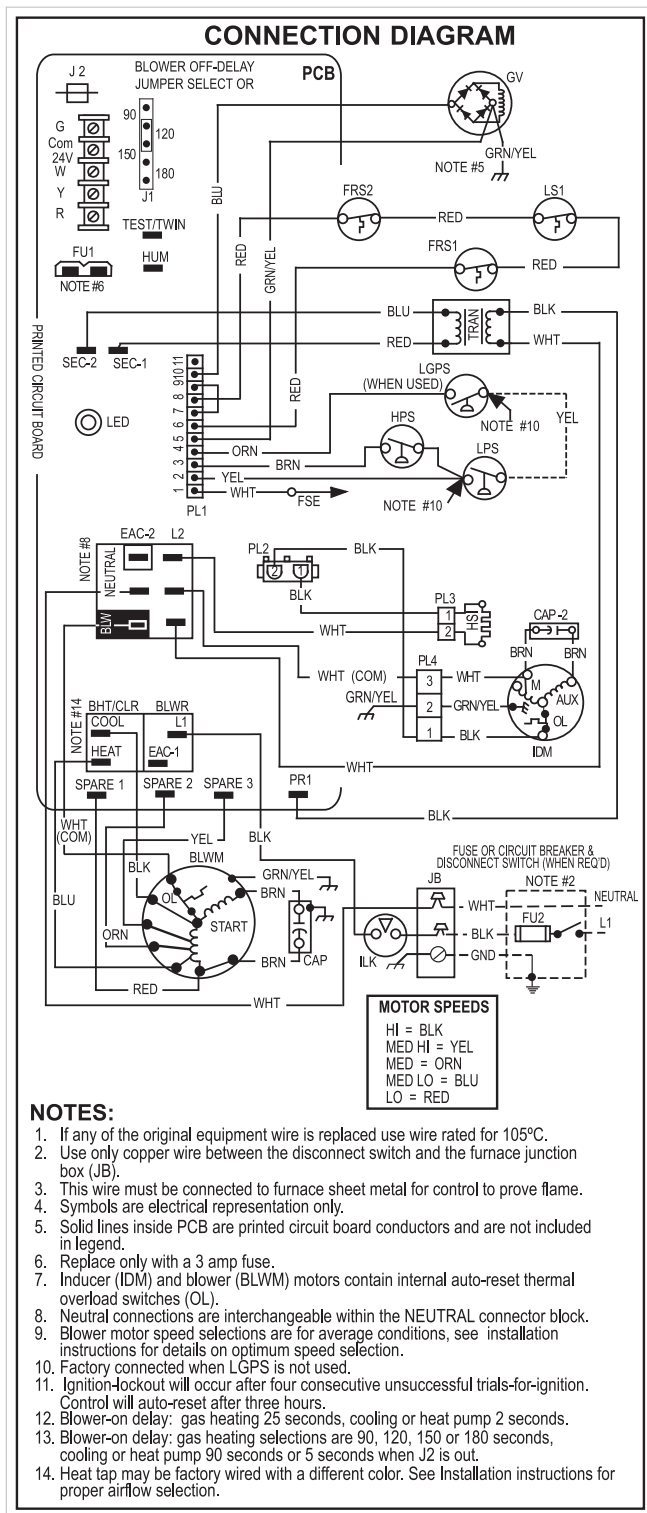 CONNECTION DIAGRAM
J 2
BLOWER OFF-DELAY
JUMPER SELECT OR
PCB
GV
90
120
150
180
J1
G
Com
24V
W
Y
R
BLU
GRN/YEL
NOTE #5
FRS2
RED
LS1
FRS1
RED
TEST/TWIN
HUM
FU1
NOTE #6
RED
GRN/YEL
RED
PRINTED CIRCUIT BOARD
BLU
TRAN
BLK
RED
WHT
SEC-2
SEC-1
LED
11
10
9
8
7
6
5
4
3
2
1
PL1
LGPS
(WHEN USED)
NOTE #10
YEL
HPS
LPS
ORN
BRN
YEL
WHT
FSE
NOTE #10
NOTE #8
EAC-2
L2
NEUTRAL
BLW
PL2
2
1
BLK
BLK
PL3
1
2
HSI
WHT
CAP -2
BRN
BRN
WHT (COM)
PL4
3
2
1
WHT
GRN/YEL
GRN/YEL
BLK
M
AUX
OL
IDM
NOTE #14
BHT/CLR
BLWR
COOL
L1
HEAT
EAC-1
WHT
SPARE 1
SPARE 2
SPARE 3
PR1
BLK
WHT
(COM)
YEL
BLK
BLWM
BLK
GRN/YEL
BLU
OL
BRN
START
ORN
BRN
CAP
RED
WHT
ILK
JB
FUSE OR CIRCUIT BREAKER &
DISCONNECT SWITCH (WHEN REQ'D)
NOTE #2
WHT
NEUTRAL
BLK
FU2
L1
GND
MOTOR SPEEDS
HI = BLK
MED HI = YEL
MED = ORN
MED LO = BLU
LO = RED
NOTES:
1. If any of the original equipment wire is replaced use wire rated for 105ºC.
2. Use only copper wire between the disconnect switch and the furnace junction
box (JB).
3. This wire must be connected to furnace sheet metal for control to prove flame.
4. Symbols are electrical representation only.
5. Solid lines inside PCB are printed circuit board conductors and are not included
in legend.
6. Replace only with a 3 amp fuse.
7. Inducer (IDM) and blower (BLWM) motors contain internal auto-reset thermal
overload switches (OL).
8. Neutral connections are interchangeable within the NEUTRAL connector block.
9. Blower motor speed selections are for average conditions, see installation
instructions for details on optimum speed selection.
10. Factory connected when LGPS is not used.
11. Ignition-lockout will occur after four consecutive unsuccessful trials-for-ignition.
Control will auto-reset after three hours.
12. Blower-on delay: gas heating 25 seconds, cooling or heat pump 2 seconds.
13. Blower-on delay: gas heating selections are 90, 120, 150 or 180 seconds,
cooling or heat pump 90 seconds or 5 seconds when J2 is out.
14. Heat tap may be factory wired with a different color. See Installation instructions for
proper airflow selection.